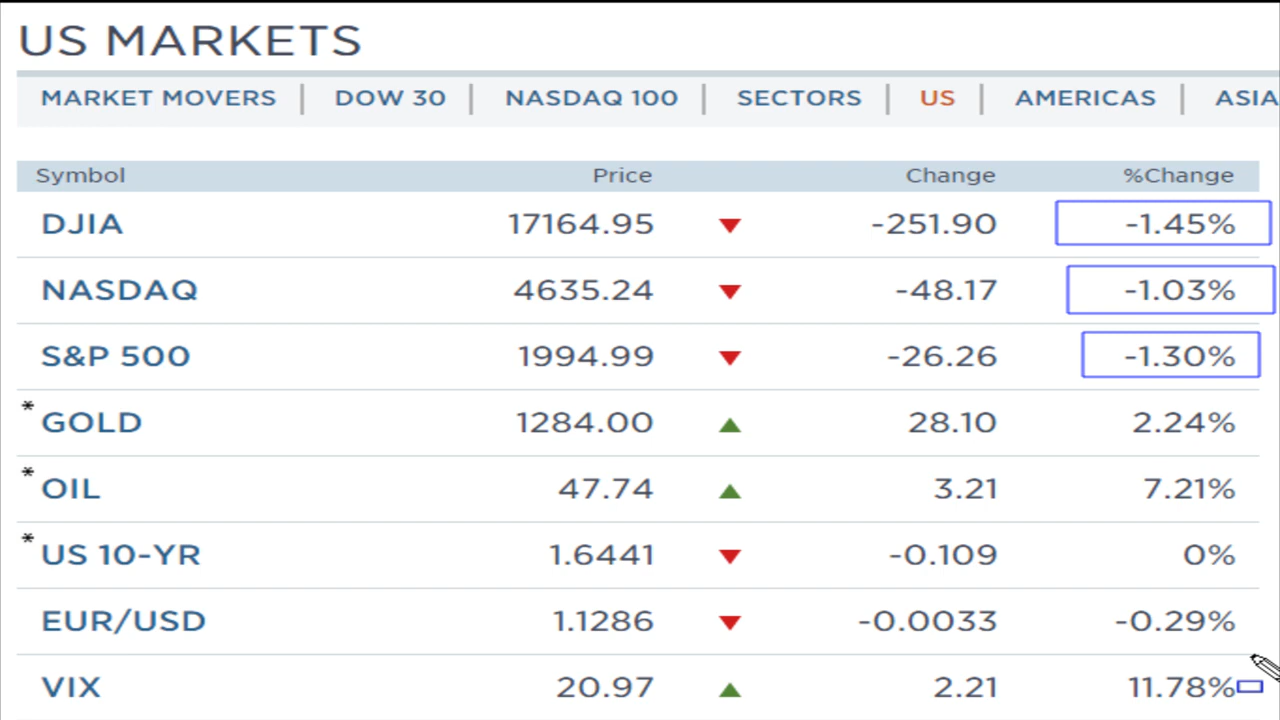 US MARKETS
MARKET MOVERS | DOW 30 | NASDAQ 100 | SECTORS | US | AMERICAS | ASIA
Symbol Price Change %Change
DJIA 17164.95 ▼ -251.90 -1.45%
NASDAQ 4635.24 ▼ -48.17 -1.03%
S&P 500 1994.99 ▼ -26.26 -1.30%
* GOLD 1284.00 ▲ 28.10 2.24%
* OIL 47.74 ▲ 3.21 7.21%
* US 10-YR 1.6441 ▼ -0.109 0%
EUR/USD 1.1286 ▼ -0.0033 -0.29%
VIX 20.97 ▲ 2.21 11.78%